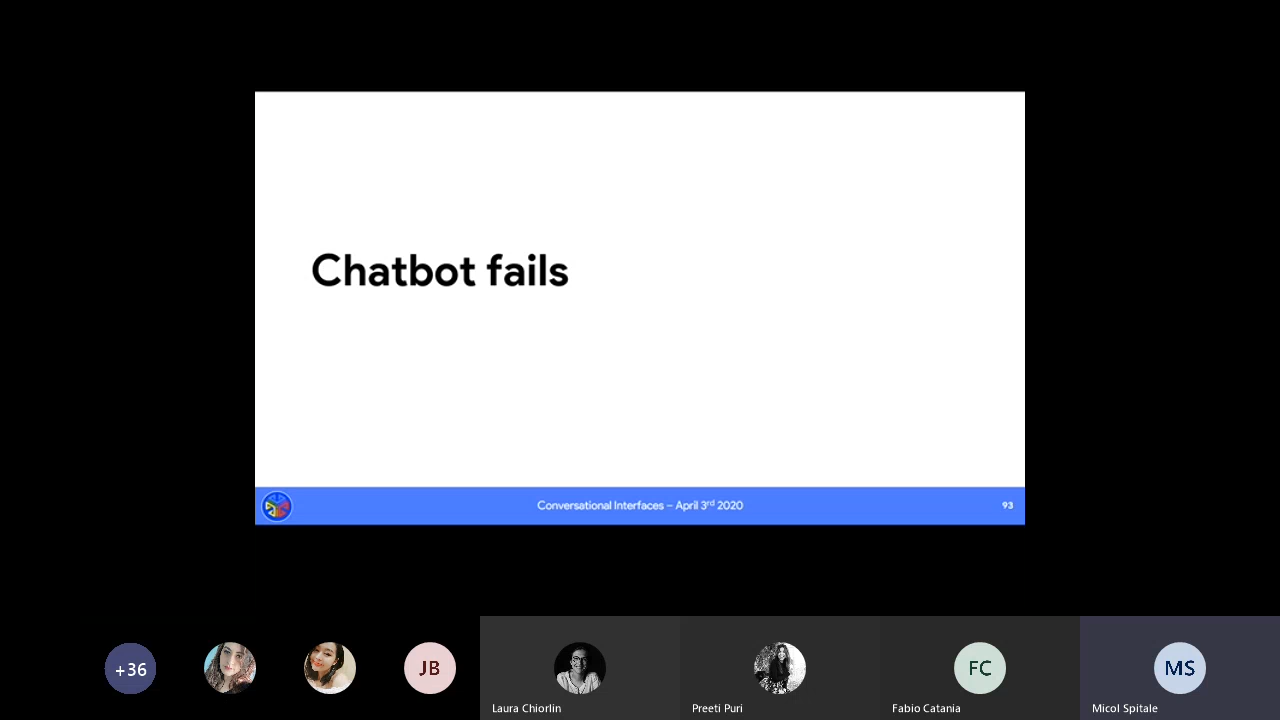 Chatbot fails
Conversational Interfaces – April 3rd 2020
93
+36
JB
FC
MS
Laura Chiorlin
Preeti Puri
Fabio Catania
Micol Spitale